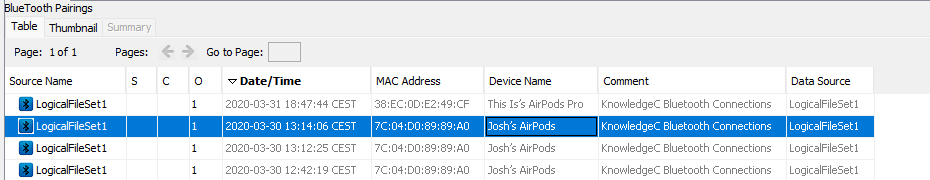 BlueTooth Pairings
Table Thumbnail Summary
Page: 1 of 1 Pages: Go to Page:
Source Name S C O Date/Time MAC Address Device Name Comment Data Source
LogicalFileSet1 1 2020-03-31 18:47:44 CEST 38:EC:0D:E2:49:CF This Is's AirPods Pro KnowledgeC Bluetooth Connections LogicalFileSet1
LogicalFileSet1 1 2020-03-30 13:14:06 CEST 7C:04:D0:89:89:A0 Josh's AirPods KnowledgeC Bluetooth Connections LogicalFileSet1
LogicalFileSet1 1 2020-03-30 13:12:25 CEST 7C:04:D0:89:89:A0 Josh's AirPods KnowledgeC Bluetooth Connections LogicalFileSet1
LogicalFileSet1 1 2020-03-30 12:42:19 CEST 7C:04:D0:89:89:A0 Josh's AirPods KnowledgeC Bluetooth Connections LogicalFileSet1